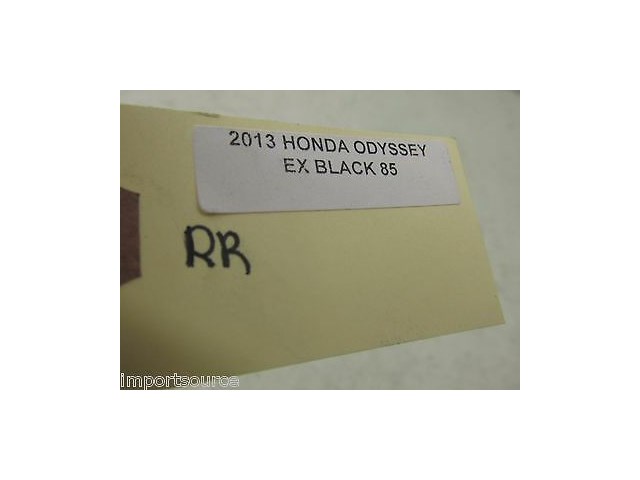 2013 HONDA ODYSSEY
EX BLACK 85
RR
importsource